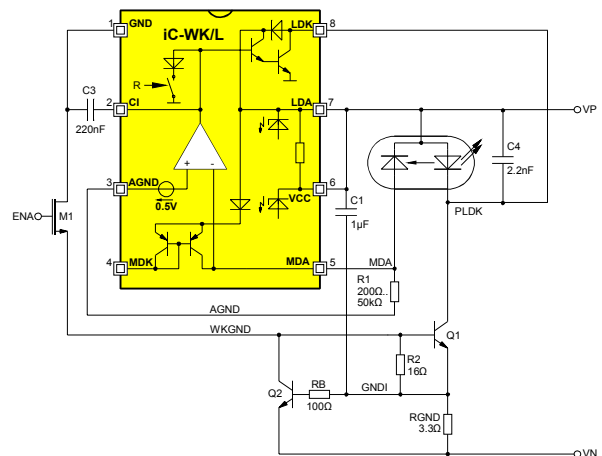 iC-WK/L
1
GND
LDK
8
C3
220nF
R
2
CI
LDA
7
VP
+
-
C4
2.2nF
3
AGND
0.5V
6
VCC
C1
1µF
PLDK
ENA
M1
4
MDK
MDA
5
MDA
R1
200Ω..
50kΩ
AGND
WKGND
Q1
R2
16Ω
Q2
RB
100Ω
GNDI
RGND
3.3Ω
VN